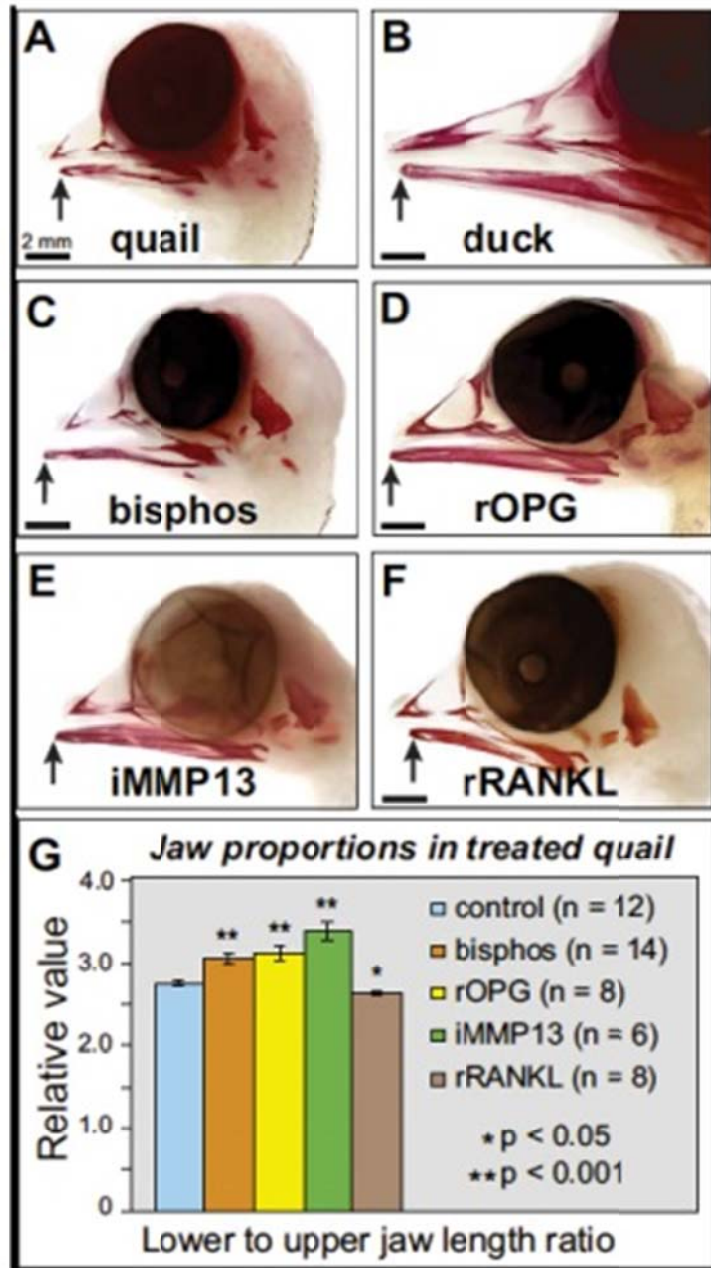 A
B
2 mm
quail
duck
C
D
bisphos
rOPG
E
F
iMMP13
rRANKL
G
Jaw proportions in treated quail
4.0
3.0
2.0
1.0
0
Relative value
**
**
**
*
control (n = 12)
bisphos (n = 14)
rOPG (n = 8)
iMMP13 (n = 6)
rRANKL (n = 8)
*p < 0.05
**p < 0.001
Lower to upper jaw length ratio